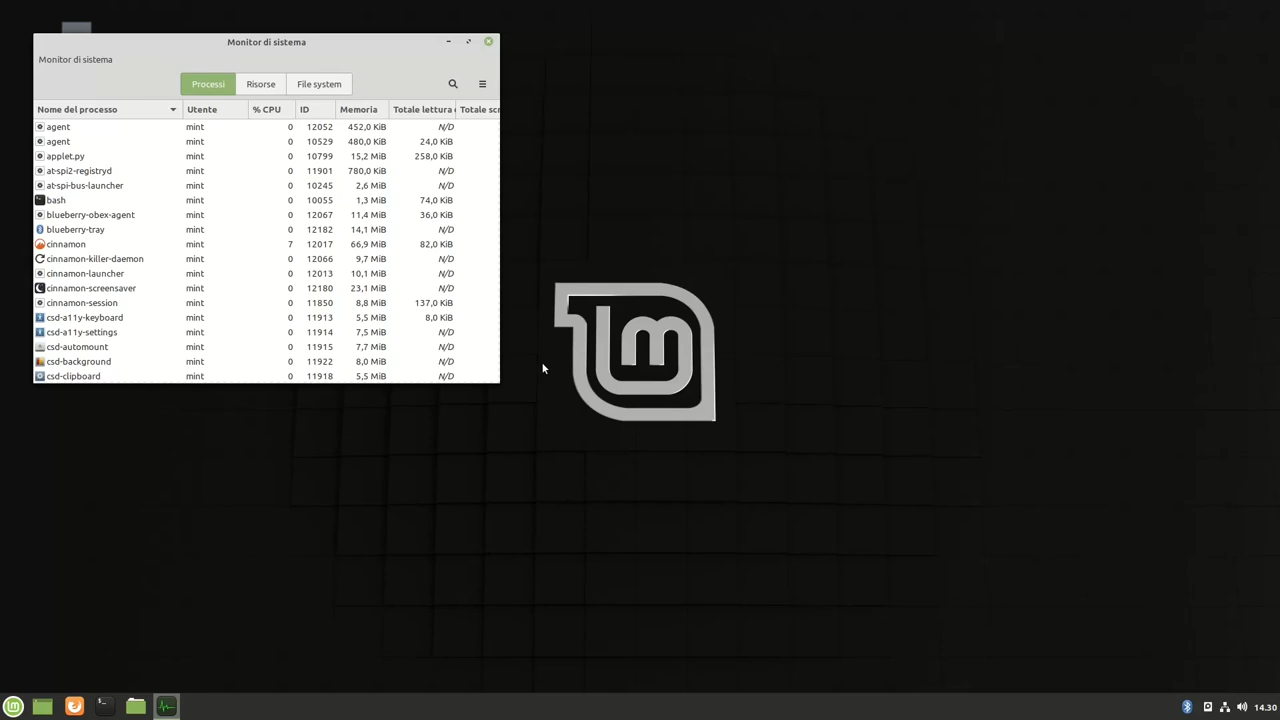 Monitor di sistema
Monitor di sistema
Processi Risorse File system
Nome del processo Utente % CPU ID Memoria Totale lettura Totale
agent mint 0 12052 452,0 KiB N/D
agent mint 0 10529 480,0 KiB 24,0 KiB
applet.py mint 0 10799 15,2 MiB 258,0 KiB
at-spi2-registryd mint 0 11901 780,0 KiB N/D
at-spi-bus-launcher mint 0 10245 2,6 MiB N/D
bash mint 0 10055 1,3 MiB 74,0 KiB
blueberry-obex-agent mint 0 12067 11,4 MiB 36,0 KiB
blueberry-tray mint 0 12182 14,1 MiB N/D
cinnamon mint 7 12017 66,9 MiB 82,0 KiB
cinnamon-killer-daemon mint 0 12066 9,7 MiB N/D
cinnamon-launcher mint 0 12013 10,1 MiB N/D
cinnamon-screensaver mint 0 12180 23,1 MiB N/D
cinnamon-session mint 0 11850 8,8 MiB 137,0 KiB
csd-a11y-keyboard mint 0 11913 5,5 MiB 8,0 KiB
csd-a11y-settings mint 0 11914 7,5 MiB N/D
csd-automount mint 0 11915 7,7 MiB N/D
csd-background mint 0 11922 8,0 MiB N/D
csd-clipboard mint 0 11918 5,5 MiB N/D
lm
14.30